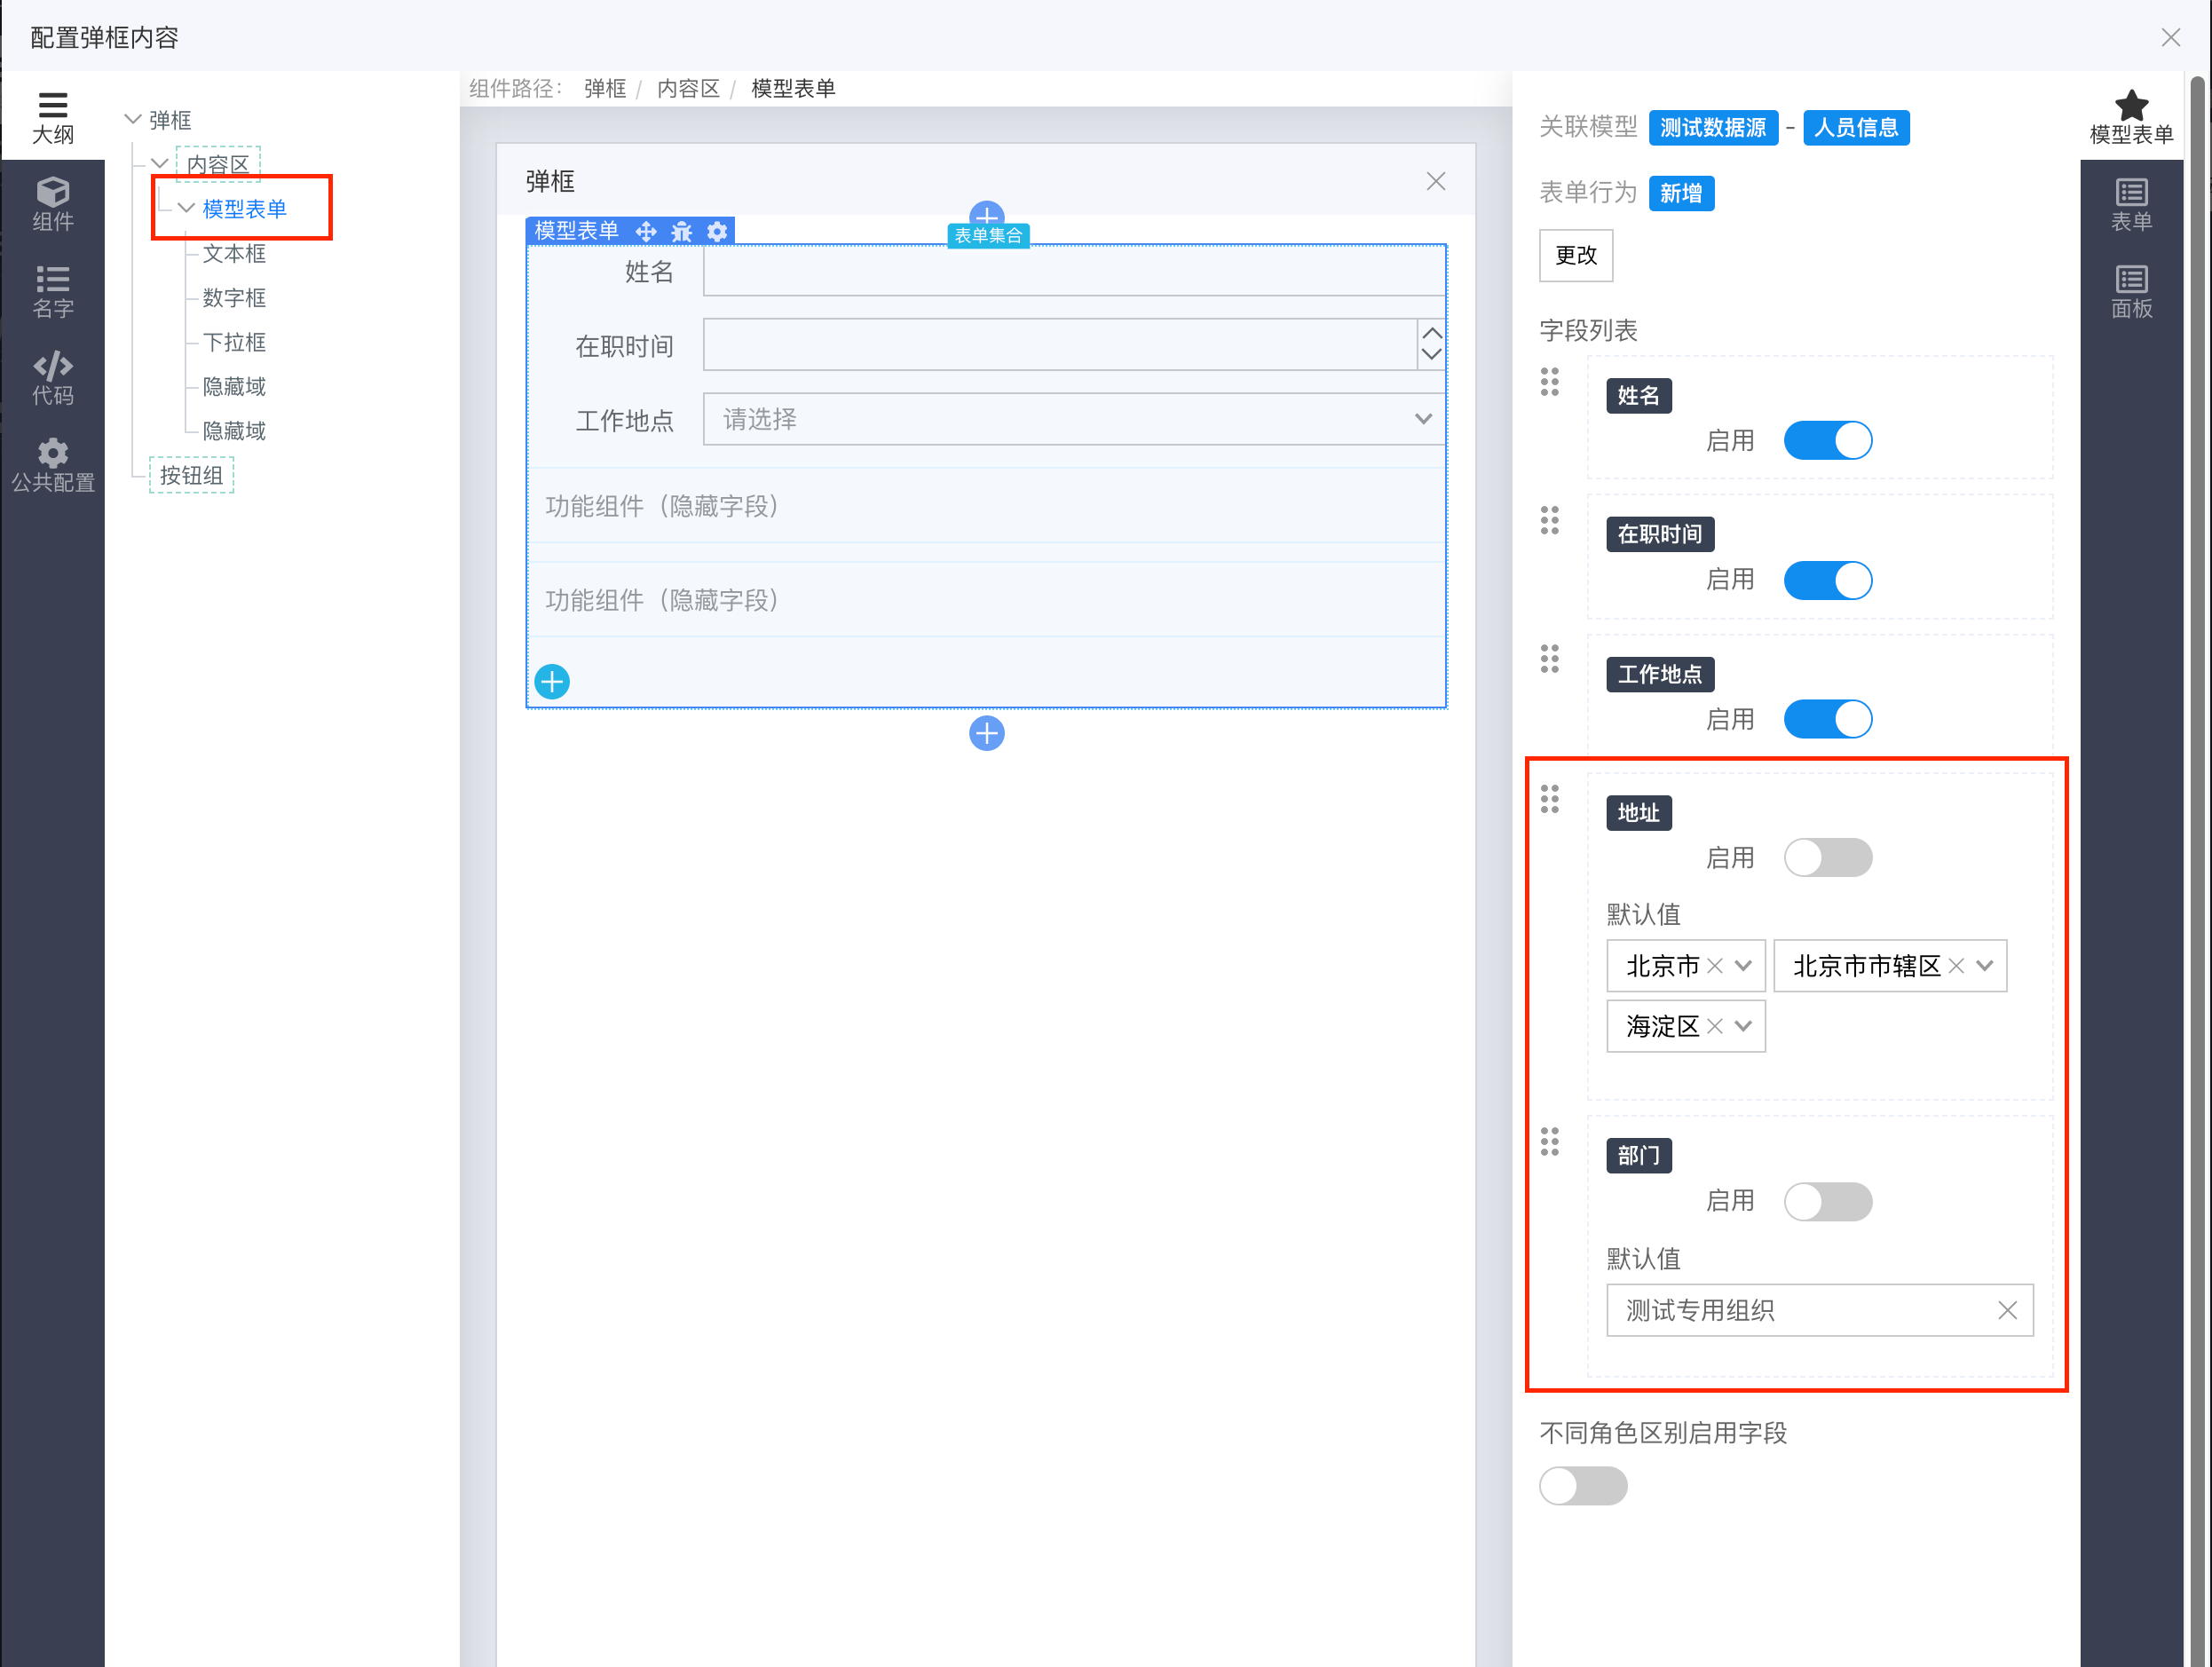 配置弹框内容
大纲
组件
名字
代码
公共配置
弹框
内容区
模型表单
文本框
数字框
下拉框
隐藏域
隐藏域
按钮组
组件路径： 弹框 / 内容区 / 模型表单
弹框
模型表单
表单集合
姓名
在职时间
工作地点 请选择
功能组件（隐藏字段）
功能组件（隐藏字段）
关联模型 测试数据源 - 人员信息
表单行为 新增
更改
字段列表
姓名
启用
在职时间
启用
工作地点
启用
地址
启用
默认值
北京市 北京市市辖区
海淀区
部门
启用
默认值
测试专用组织
不同角色区别启用字段
模型表单
表单
面板